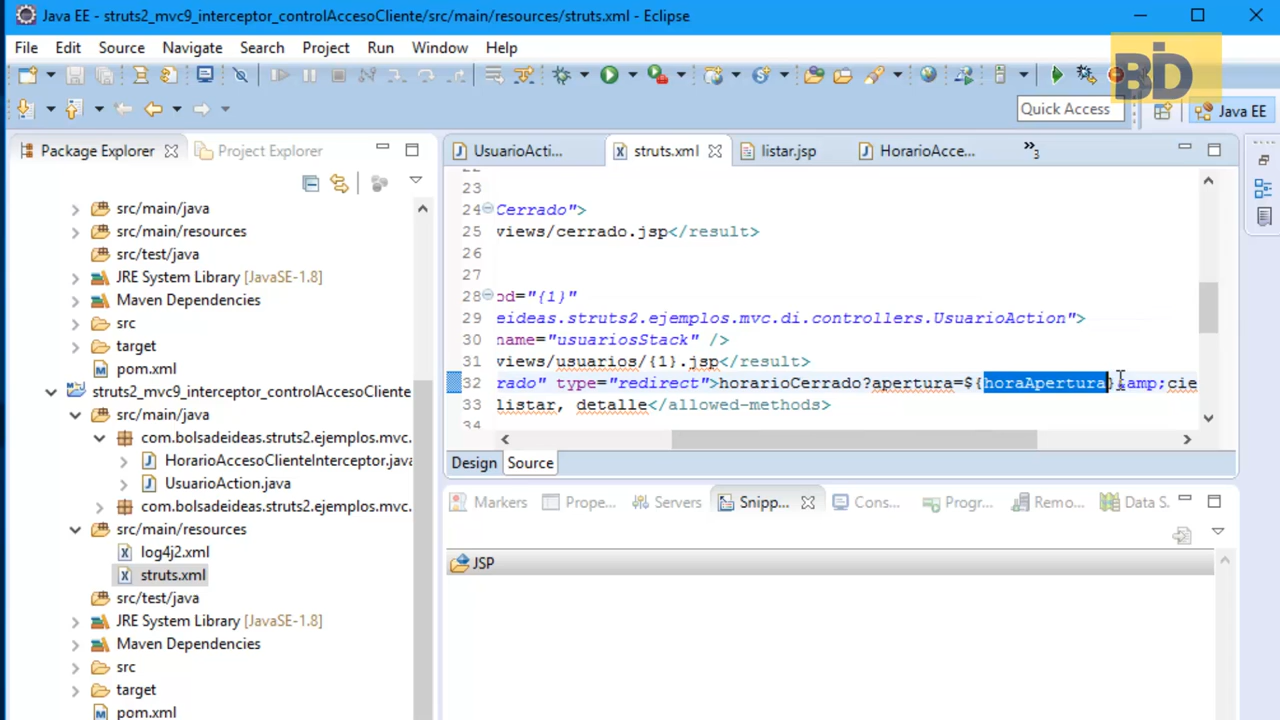 Java EE - struts2_mvc9_interceptor_controlAccesoCliente/src/main/resources/struts.xml - Eclipse
File Edit Source Navigate Search Project Run Window Help
BD
Quick Access
Java EE
Package Explorer
Project Explorer
src/main/java
src/main/resources
src/test/java
JRE System Library [JavaSE-1.8]
Maven Dependencies
src
target
pom.xml
struts2_mvc9_interceptor_controlAccesoCliente
src/main/java
com.bolsadeideas.struts2.ejemplos.mvc.
HorarioAccesoClienteInterceptor.java
UsuarioAction.java
com.bolsadeideas.struts2.ejemplos.mvc.
src/main/resources
log4j2.xml
struts.xml
src/test/java
JRE System Library [JavaSE-1.8]
Maven Dependencies
src
target
pom.xml
UsuarioActi... struts.xml listar.jsp HorarioAcce... »3
23
24 Cerrado">
25 views/cerrado.jsp</result>
26
27
28 od="{1}"
29 eideas.struts2.ejemplos.mvc.di.controllers.UsuarioAction">
30 name="usuariosStack" />
31 views/usuarios/{1}.jsp</result>
32 rado" type="redirect">horarioCerrado?apertura=${horaApertura}&amp;cie
33 listar, detalle</allowed-methods>
34
Design Source
Markers Prope... Servers Snipp... Cons... Progr... Remo... Data S.
JSP